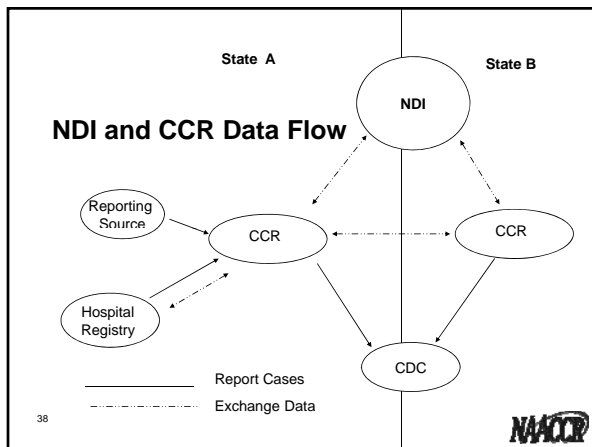 State A
State B
NDI
NDI and CCR Data Flow
Reporting
Source
CCR
CCR
Hospital
Registry
CDC
Report Cases
Exchange Data
38
NAACCR